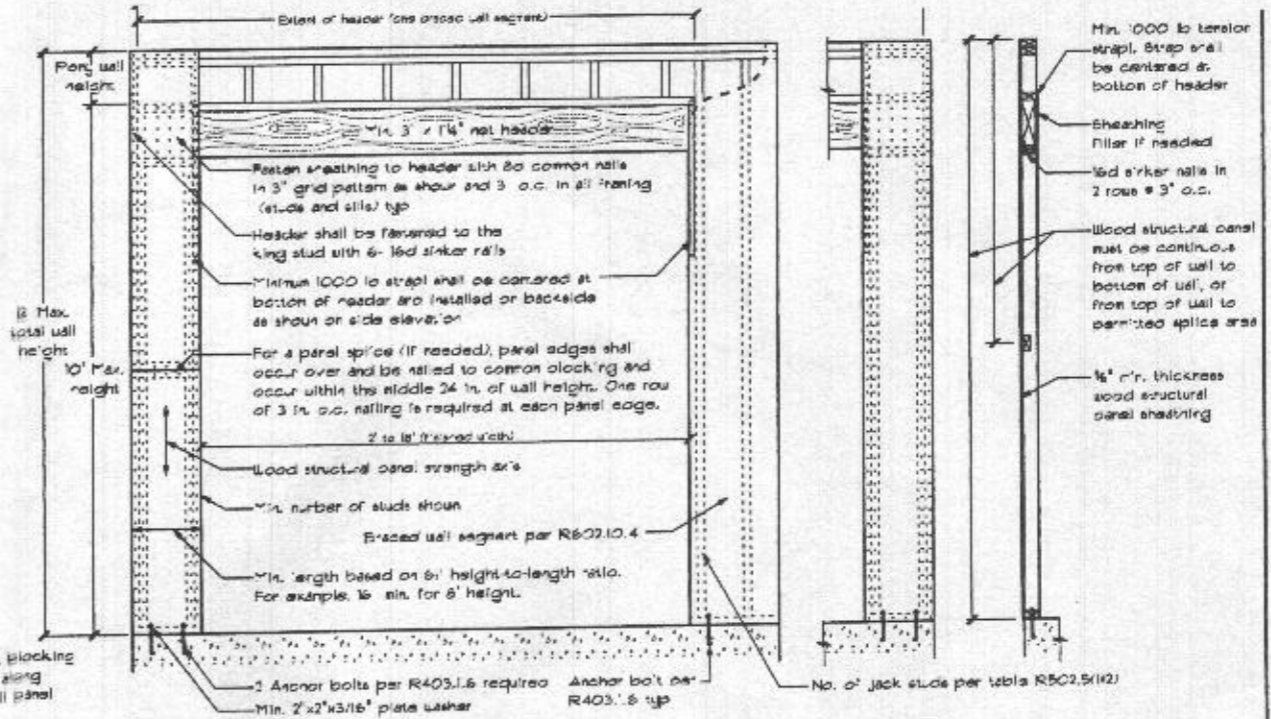 Extent of header (one braced wall segment)
Pony wall
height
Min. 3" x 11¼" net header
Fasten sheathing to header with 8d common nails
in 3" grid pattern as shown and 3" o.c. in all framing
(studs and sills) typ
Header shall be fastened to the
king stud with 6- 16d sinker nails
Minimum 1000 lb strap shall be centered at
bottom of header and installed on backside
as shown on side elevation
12' Max.
total wall
height
10' Max.
height
For a panel splice (if needed), panel edges shall
occur over and be nailed to common blocking and
occur within the middle 24 in. of wall height. One row
of 3 in. o.c. nailing is required at each panel edge.
2' to 18' (finished width)
Wood structural panel strength axis
Min. number of studs shown
Braced wall segment per R602.10.4
Min. length based on 6:1 height-to-length ratio.
For example, 16" min. for 8' height.
blocking
along
panel
2 Anchor bolts per R403.1.6 required
Min. 2"x2"x3/16" plate washer
Anchor bolt per
R403.1.6 typ
No. of jack studs per table R502.5(1&2)
Min. 1000 lb tension
strap. Strap shall
be centered at
bottom of header
Sheathing
filler if needed
16d sinker nails in
2 rows @ 3" o.c.
Wood structural panel
must be continuous
from top of wall to
bottom of wall, or
from top of wall to
permitted splice area
min. thickness
wood structural
panel sheathing